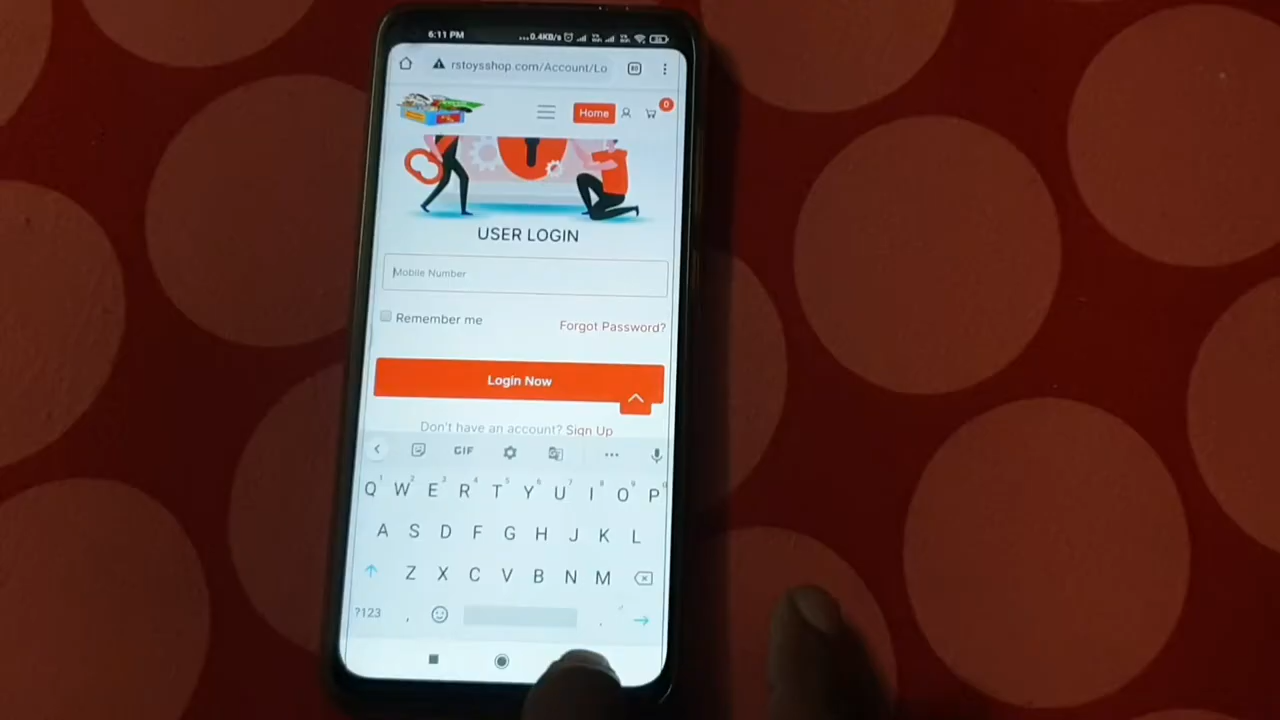 6:11 PM
...0.4KB/s
rstoysshop.com/Account/Lo
Home
0
USER LOGIN
Mobile Number
Remember me
Forgot Password?
Login Now
Don't have an account? Sign Up
GIF
Q W E R T Y U I O P
A S D F G H J K L
Z X C V B N M
?123 , .